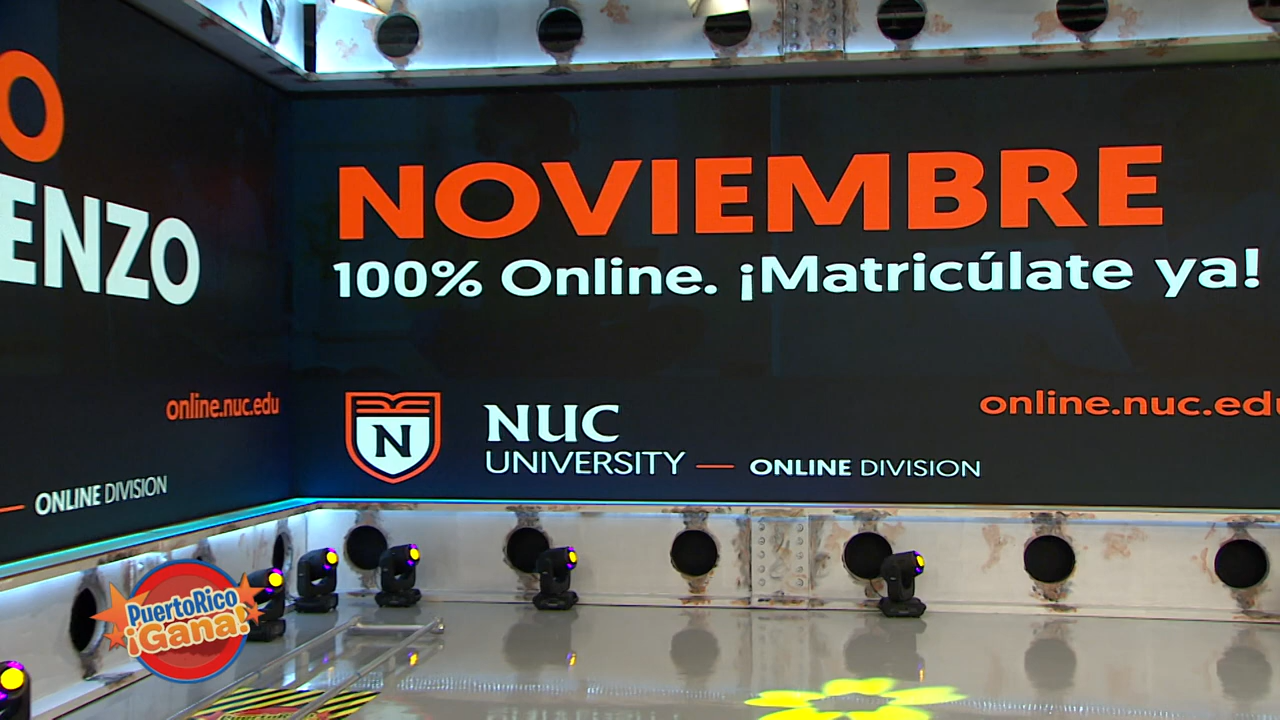 O
ENZO
online.nuc.edu
ONLINE DIVISION
NOVIEMBRE
100% Online. ¡Matricúlate ya!
N
NUC
UNIVERSITY — ONLINE DIVISION
online.nuc.edu
PuertoRico
¡Gana!